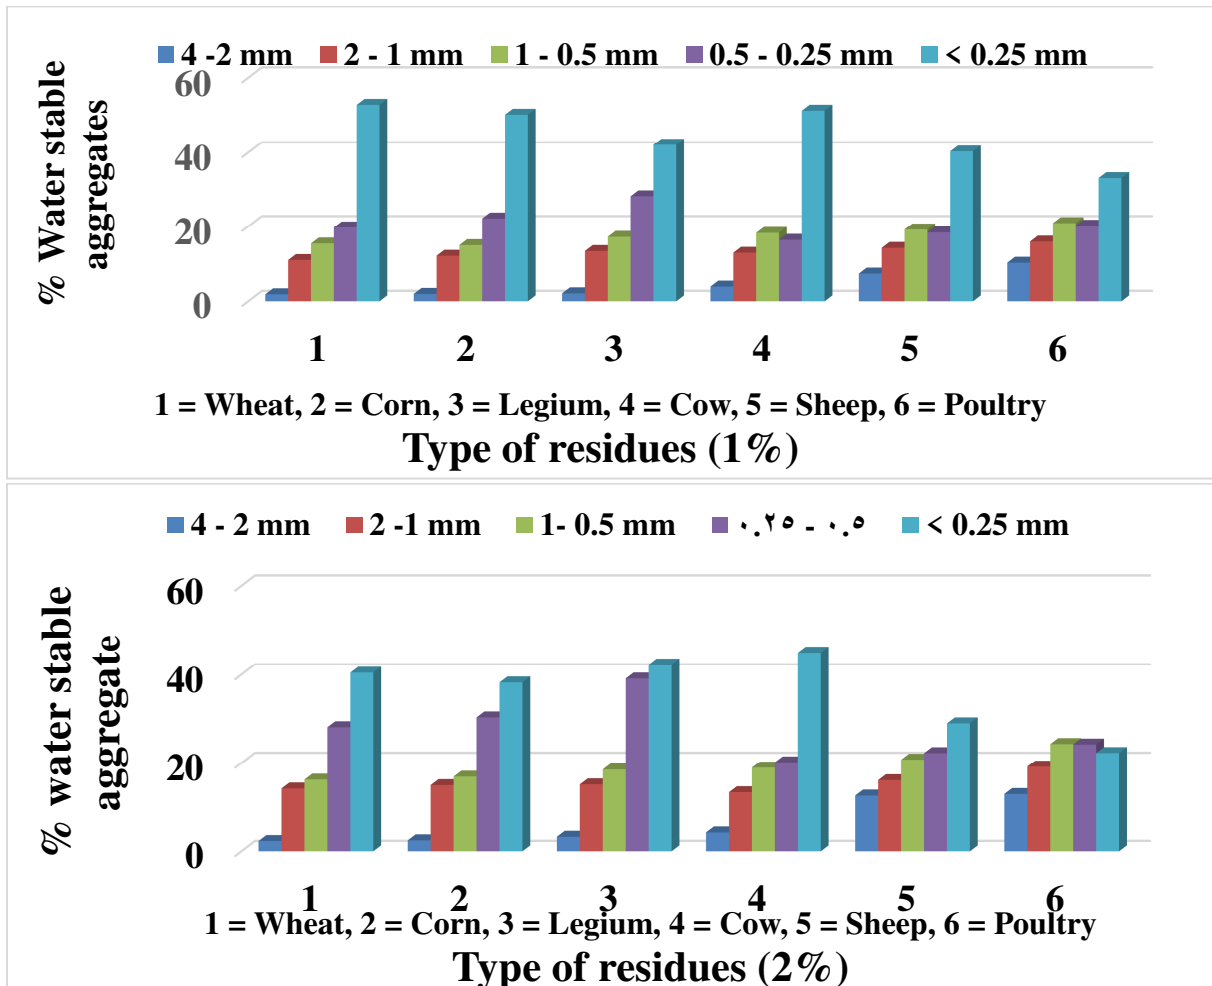 4 -2 mm 2 - 1 mm 1 - 0.5 mm 0.5 - 0.25 mm < 0.25 mm
% Water stable
aggregates
60
40
20
0
1 2 3 4 5 6
1 = Wheat, 2 = Corn, 3 = Legium, 4 = Cow, 5 = Sheep, 6 = Poultry
Type of residues (1%)
4 - 2 mm 2 -1 mm 1- 0.5 mm ٠.٢٥ - ٠.٥ < 0.25 mm
% water stable
aggregate
60
40
20
0
1 2 3 4 5 6
1 = Wheat, 2 = Corn, 3 = Legium, 4 = Cow, 5 = Sheep, 6 = Poultry
Type of residues (2%)